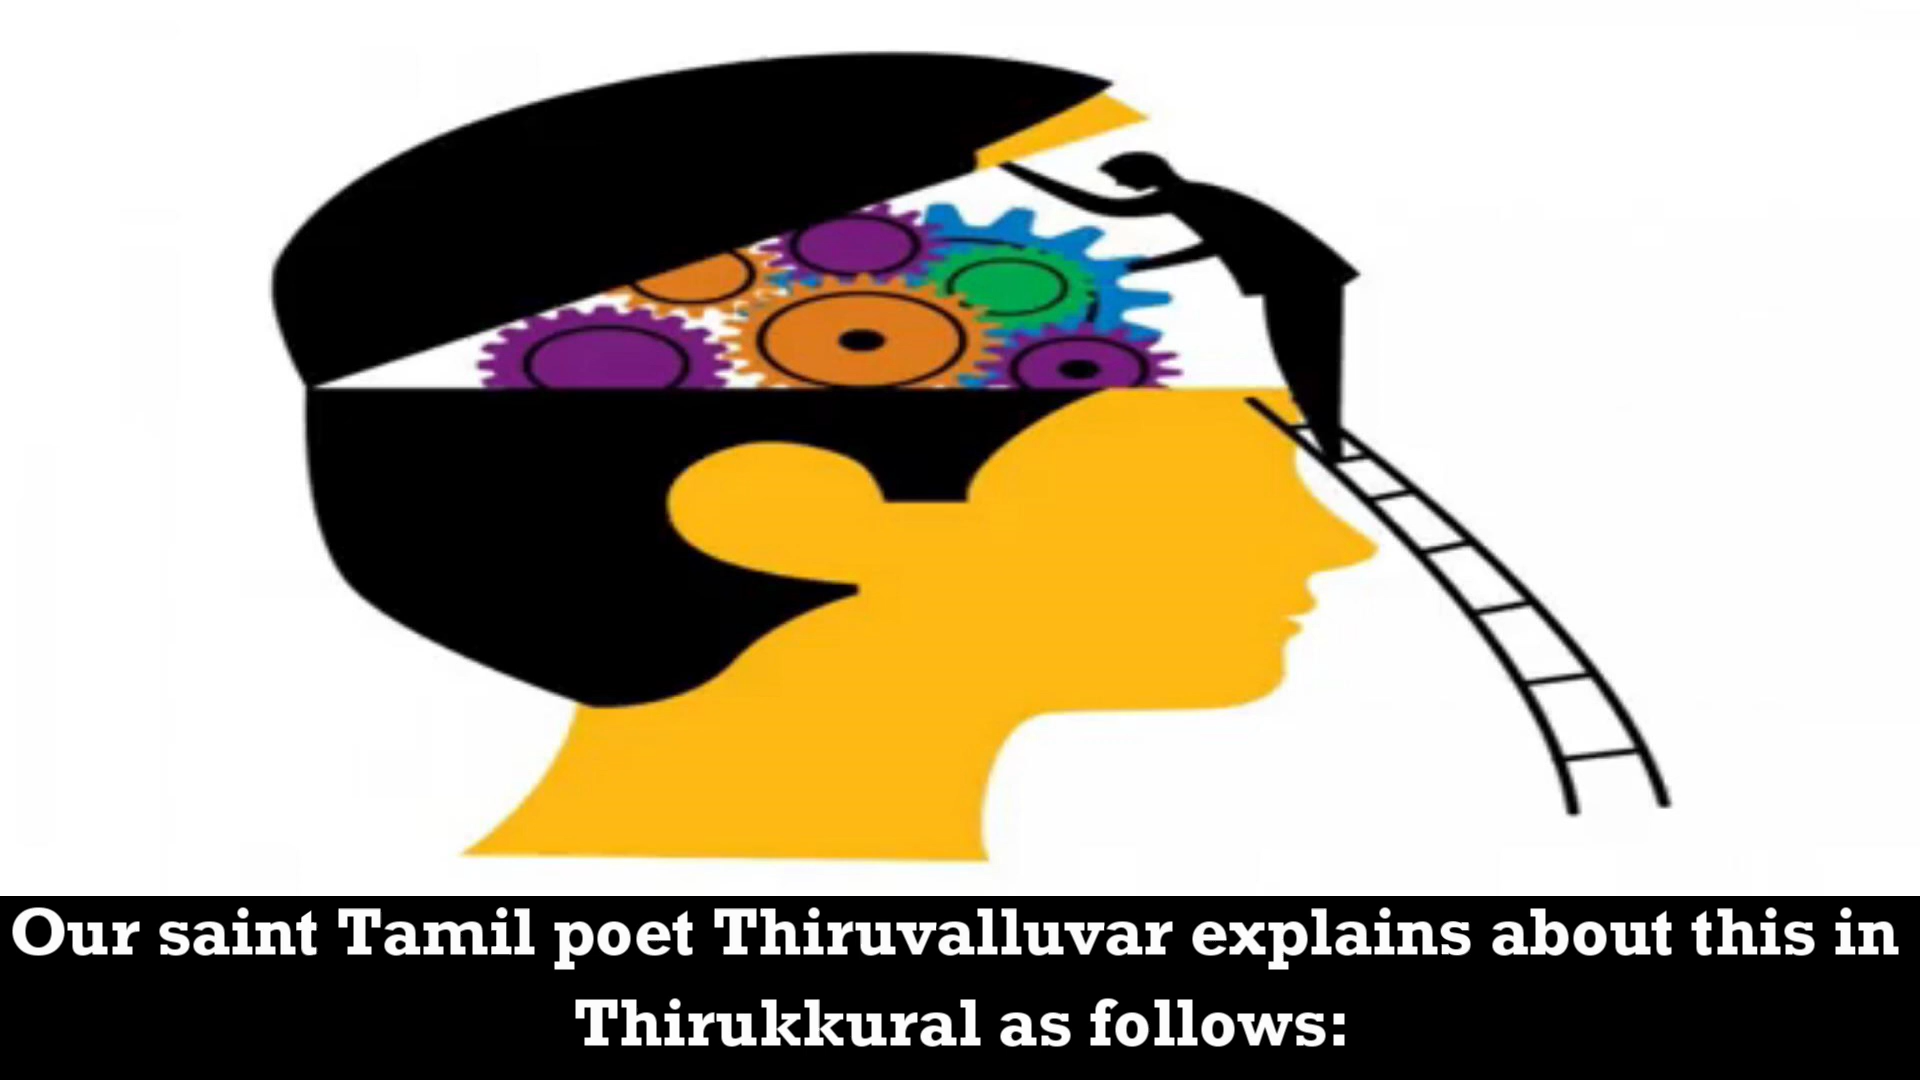 Our saint Tamil poet Thiruvalluvar explains about this in
Thirukkural as follows: